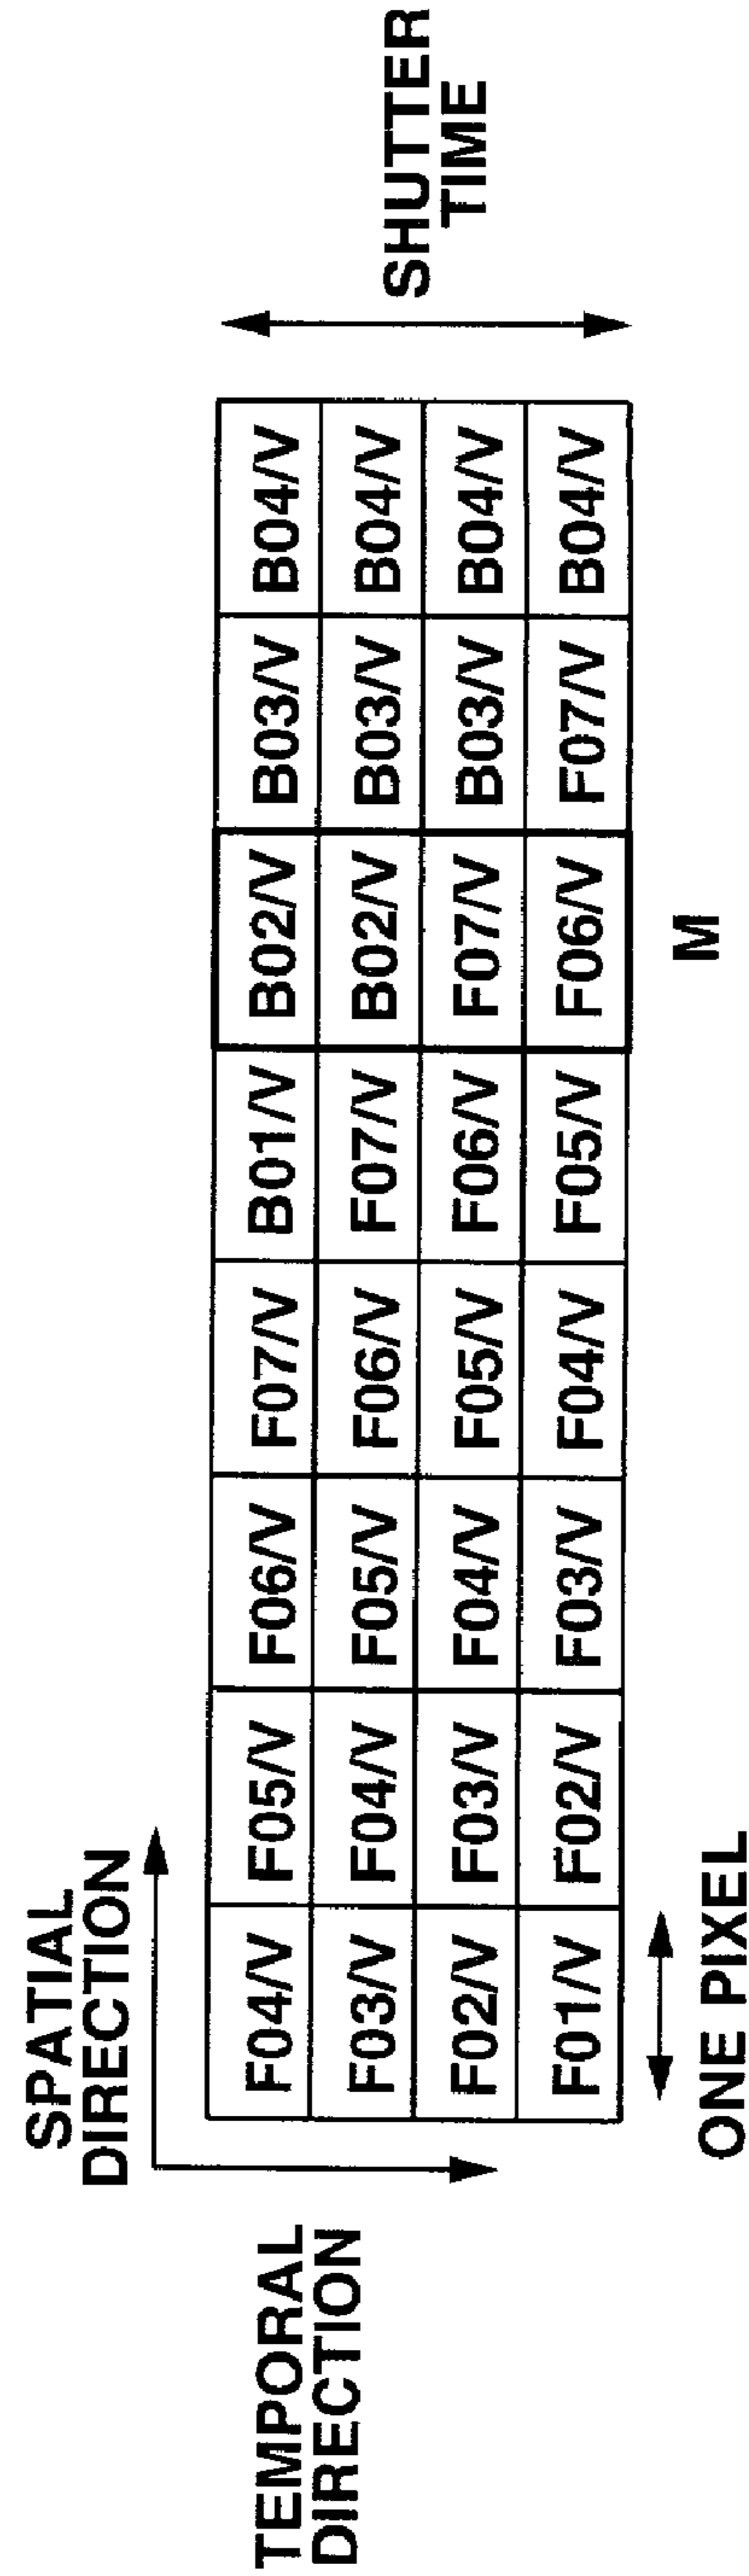 SPATIAL
DIRECTION
TEMPORAL
DIRECTION
F04/V F05/V F06/V F07/V B01/V B02/V B03/V B04/V
F03/V F04/V F05/V F06/V F07/V B02/V B03/V B04/V
F02/V F03/V F04/V F05/V F06/V F07/V B03/V B04/V
F01/V F02/V F03/V F04/V F05/V F06/V F07/V B04/V
SHUTTER
TIME
ONE PIXEL
M